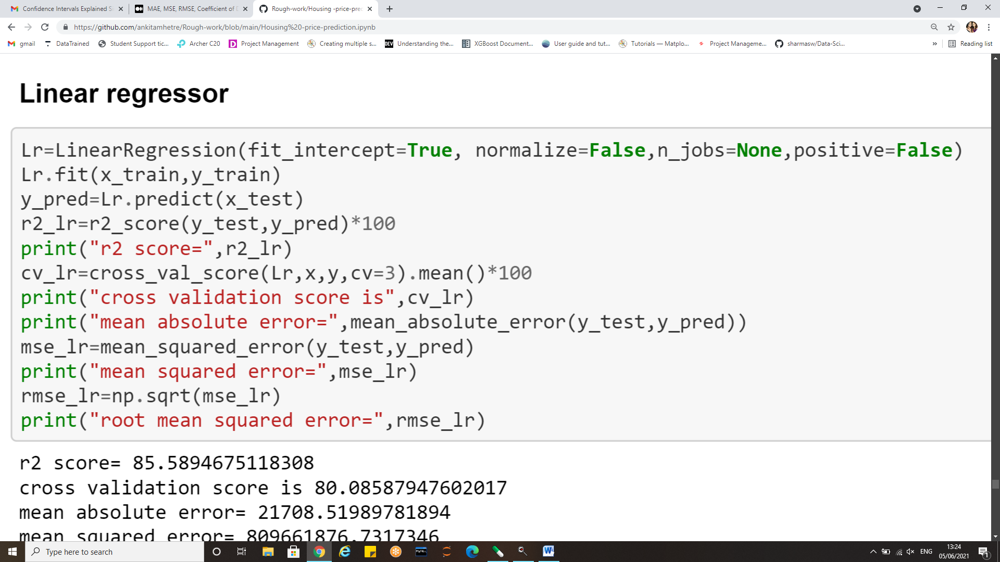 Confidence Intervals Explained Si
MAE, MSE, RMSE, Coefficient of D
Rough-work/Housing -price-pred
https://github.com/ankitamhetre/Rough-work/blob/main/Housing%20-price-prediction.ipynb
gmail
DataTrained
Student Support tic...
Archer C20
Project Management
Creating multiple s...
DEV
Understanding the...
XGBoost Document...
User guide and tut...
Tutorials — Matplo...
Project Manageme...
sharmasw/Data-Sci...
»
Reading list
Linear regressor
Lr=LinearRegression(fit_intercept=True, normalize=False,n_jobs=None,positive=False)
Lr.fit(x_train,y_train)
y_pred=Lr.predict(x_test)
r2_lr=r2_score(y_test,y_pred)*100
print("r2 score=",r2_lr)
cv_lr=cross_val_score(Lr,x,y,cv=3).mean()*100
print("cross validation score is",cv_lr)
print("mean absolute error=",mean_absolute_error(y_test,y_pred))
mse_lr=mean_squared_error(y_test,y_pred)
print("mean squared error=",mse_lr)
rmse_lr=np.sqrt(mse_lr)
print("root mean squared error=",rmse_lr)
r2 score= 85.5894675118308
cross validation score is 80.08587947602017
mean absolute error= 21708.51989781894
mean squared error= 809661876.7317346
Type here to search
MySQL
ENG
13:24
05/06/2021
1